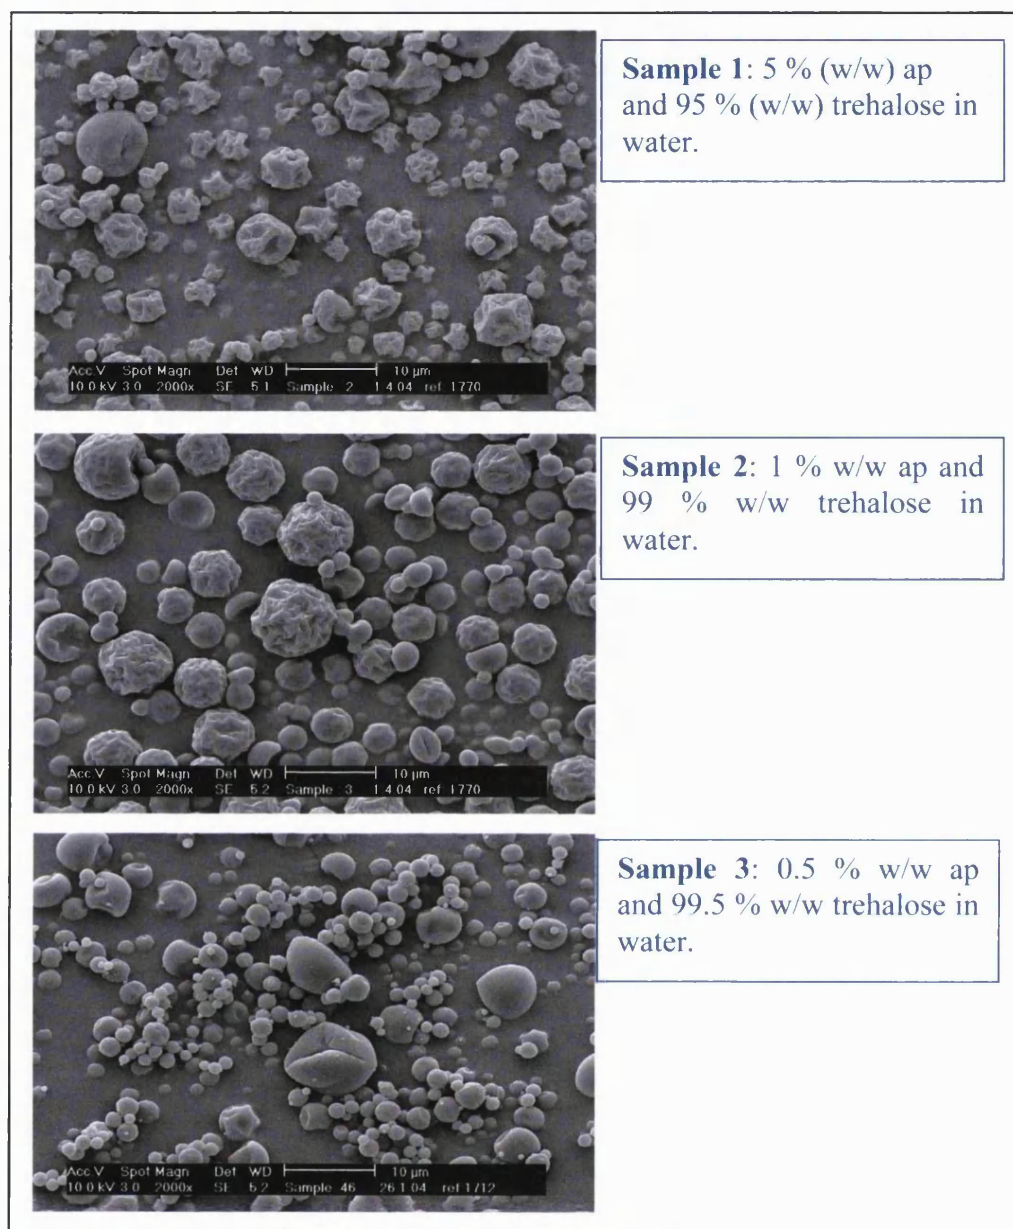 Sample 1: 5 % (w/w) ap
and 95 % (w/w) trehalose in
water.
Acc.V Spot Magn Det WD 10 µm
10.0 kV 3.0 2000x SE 5.1 Sample 2 1 4 04 ref 1770
Sample 2: 1 % w/w ap and
99 % w/w trehalose in
water.
Acc.V Spot Magn Det WD 10 µm
10.0 kV 3.0 2000x SE 5.2 Sample 3 1 4 04 ref 1770
Sample 3: 0.5 % w/w ap
and 99.5 % w/w trehalose in
water.
Acc.V Spot Magn Det WD 10 µm
10.0 kV 3.0 2000x SE 5.2 Sample 46 26 1 04 ref 1712